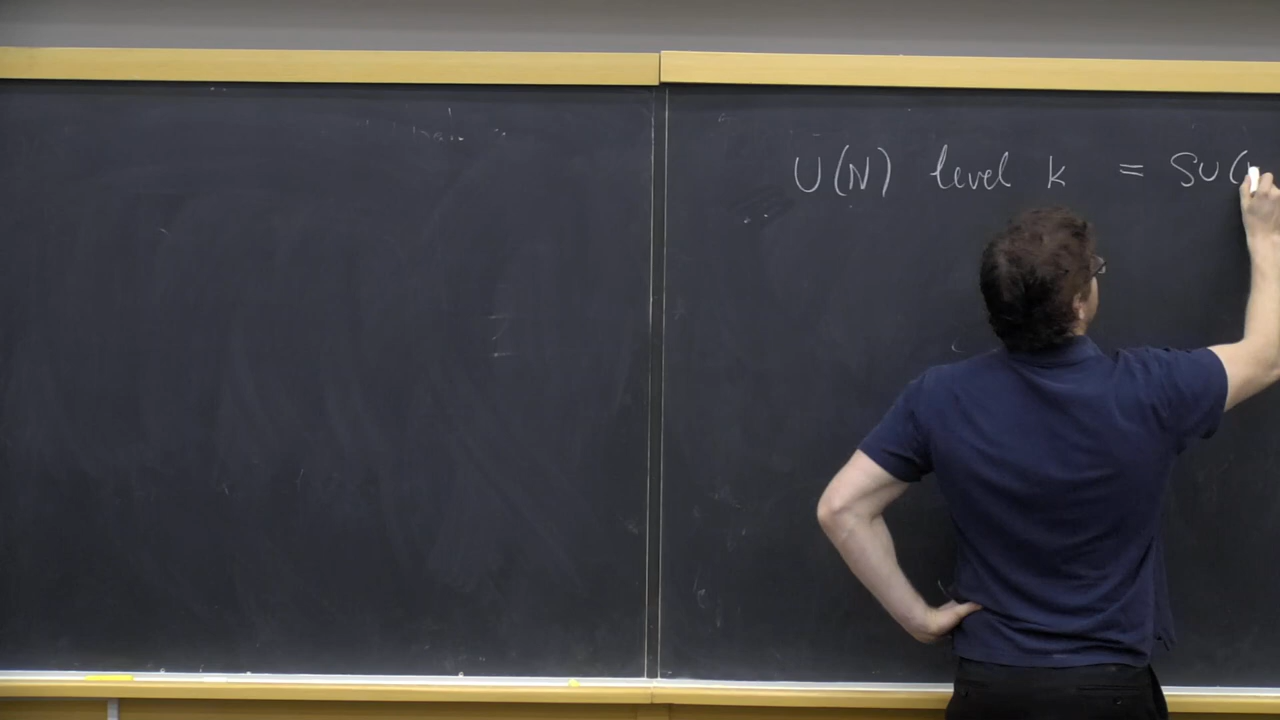 U(N) level k = SU(